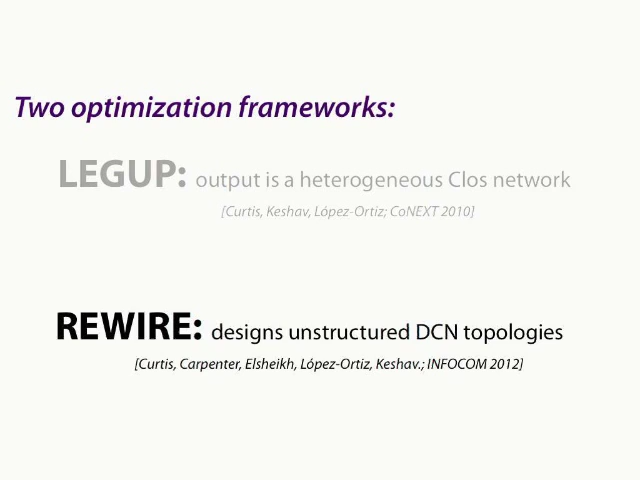 Two optimization frameworks:
LEGUP: output is a heterogeneous Clos network
[Curtis, Keshav, López-Ortiz; CoNEXT 2010]
REWIRE: designs unstructured DCN topologies
[Curtis, Carpenter, Elsheikh, López-Ortiz, Keshav.; INFOCOM 2012]